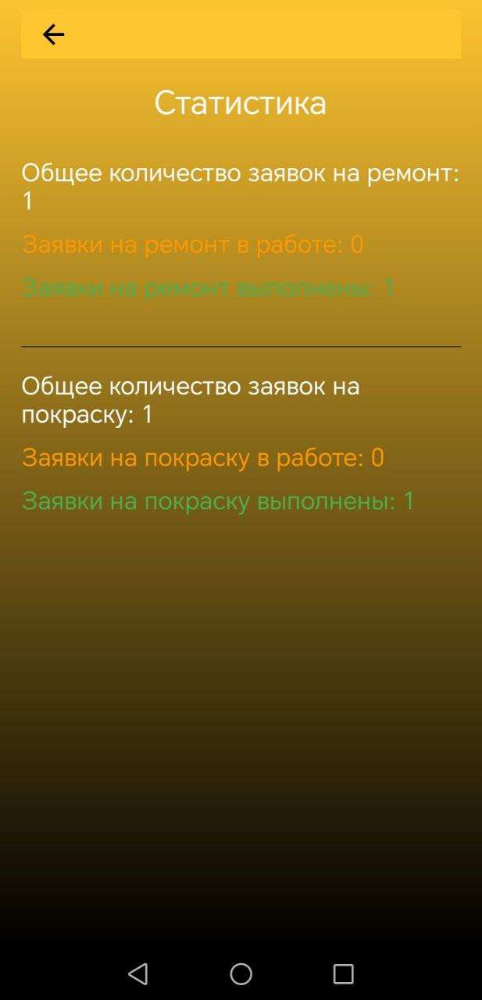 Статистика
Общее количество заявок на ремонт:
1
Заявки на ремонт в работе: 0
Заявки на ремонт выполнены: 1
Общее количество заявок на
покраску: 1
Заявки на покраску в работе: 0
Заявки на покраску выполнены: 1